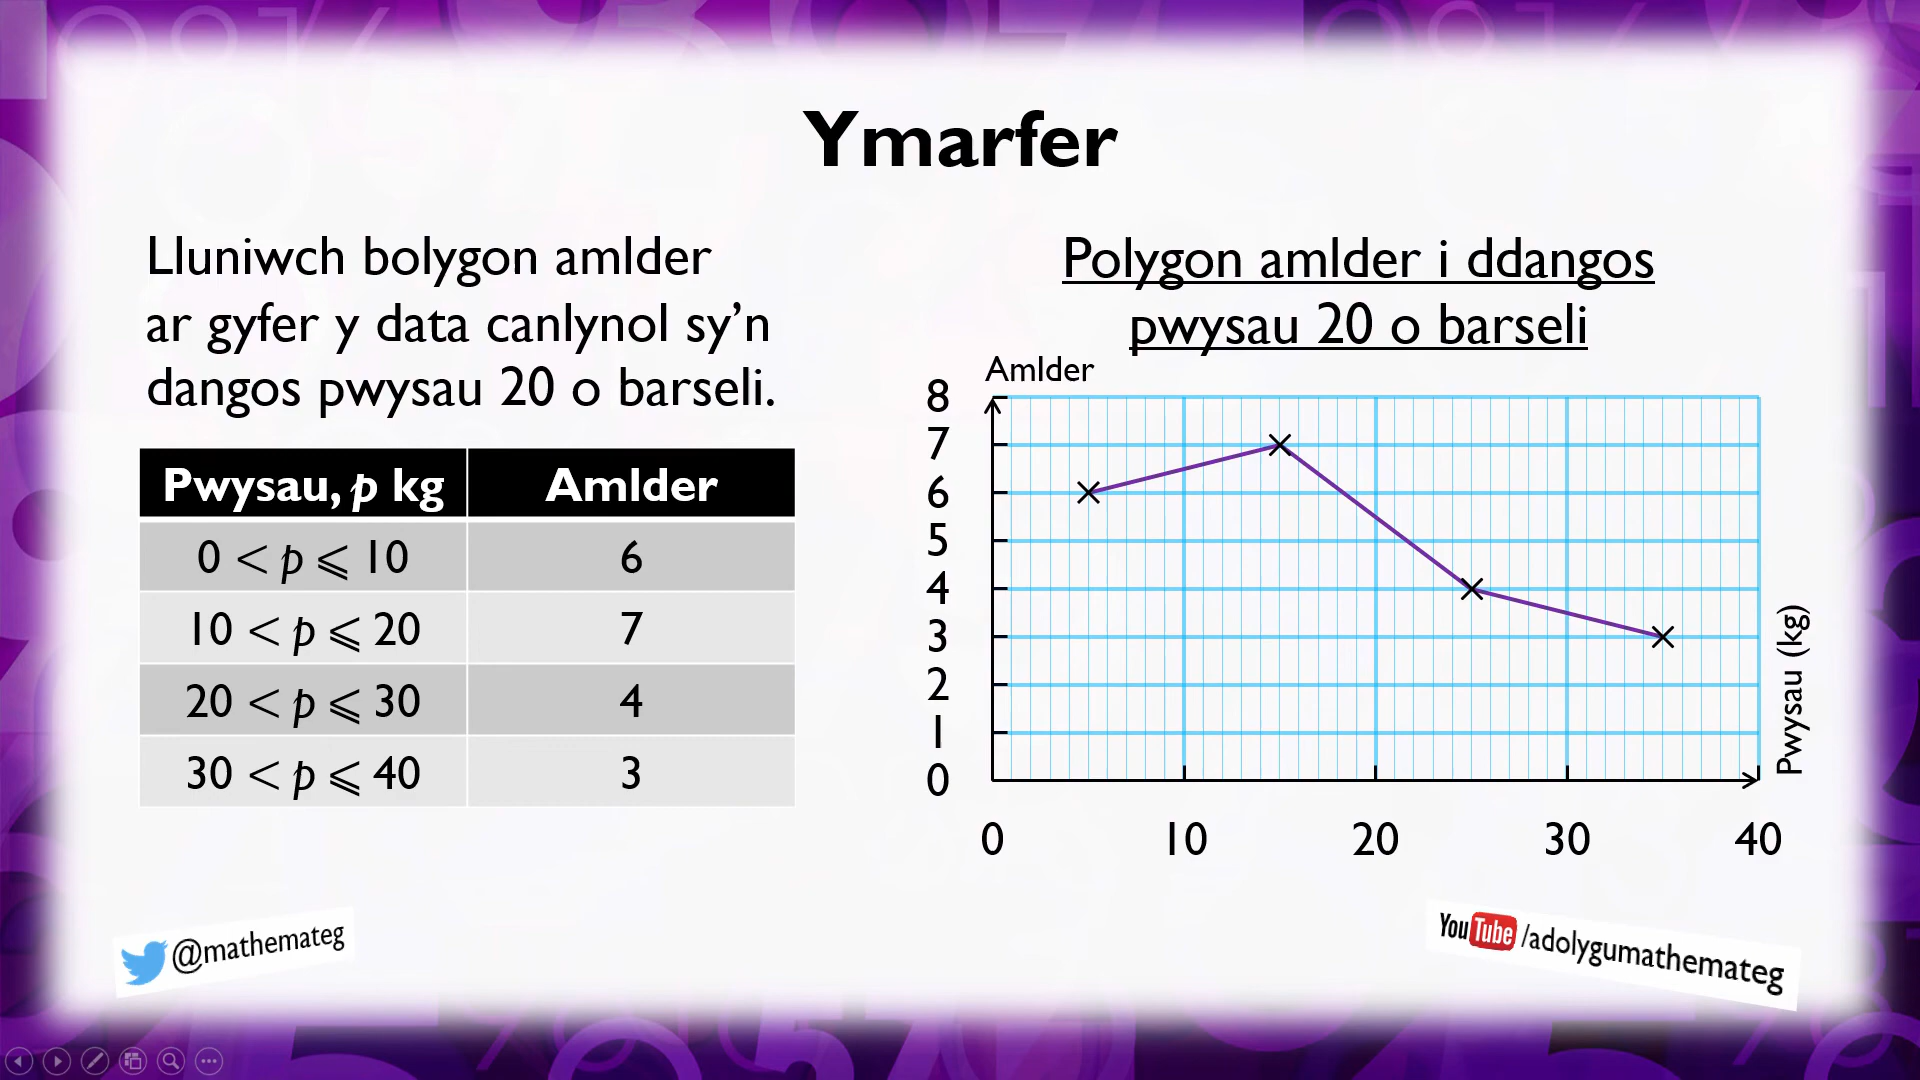 Ymarfer
Lluniwch bolygon amlder
ar gyfer y data canlynol sy’n
dangos pwysau 20 o barseli.
Pwysau, p kg Amlder
0 < p ⩽ 10 6
10 < p ⩽ 20 7
20 < p ⩽ 30 4
30 < p ⩽ 40 3
Polygon amlder i ddangos
pwysau 20 o barseli
Amlder
8
7
6
5
4
3
2
1
0
0 10 20 30 40
Pwysau (kg)
@mathemateg
YouTube /adolygumathemateg